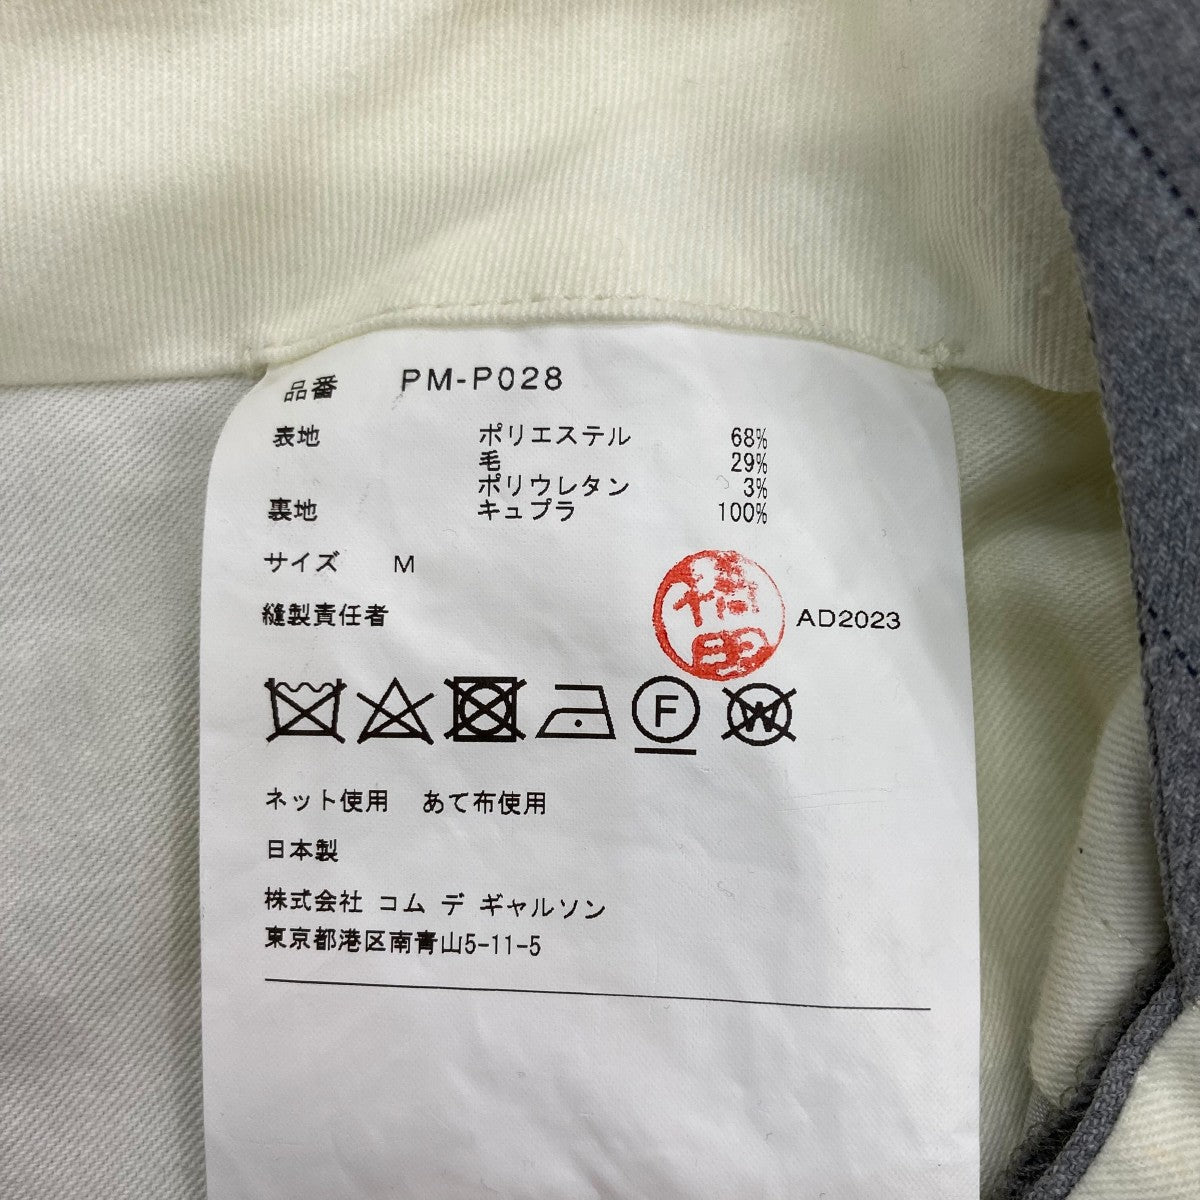 品番 PM-P028
表地 ポリエステル 68%
毛 29%
ポリウレタン 3%
裏地 キュプラ 100%
サイズ M
縫製責任者 AD2023
F W
ネット使用 あて布使用
日本製
株式会社 コム デ ギャルソン
東京都港区南青山5-11-5